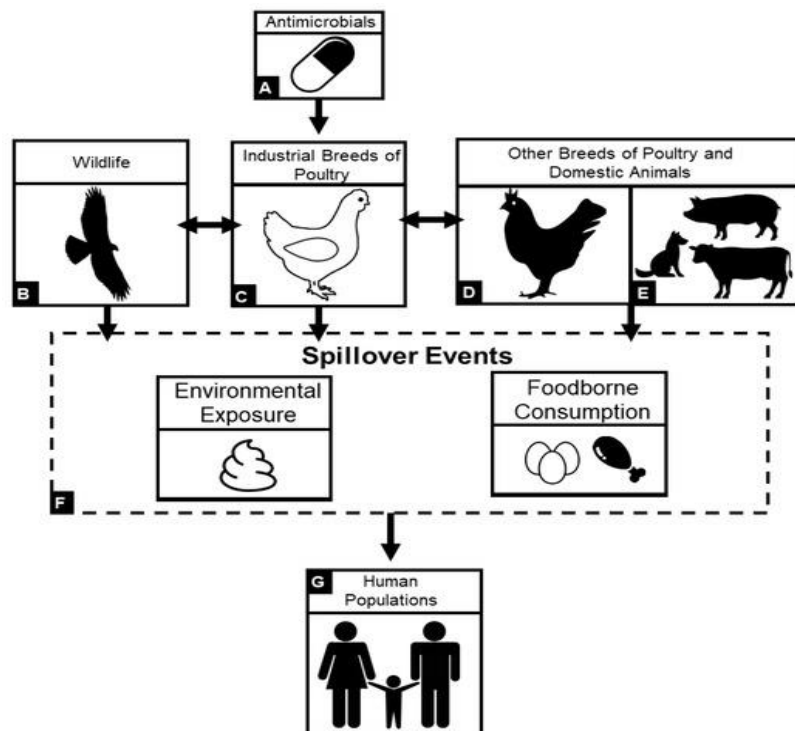 Antimicrobials
A
Wildlife
Industrial Breeds of
Poultry
Other Breeds of Poultry and
Domestic Animals
B
C
D
E
Spillover Events
Environmental
Exposure
Foodborne
Consumption
F
G
Human
Populations